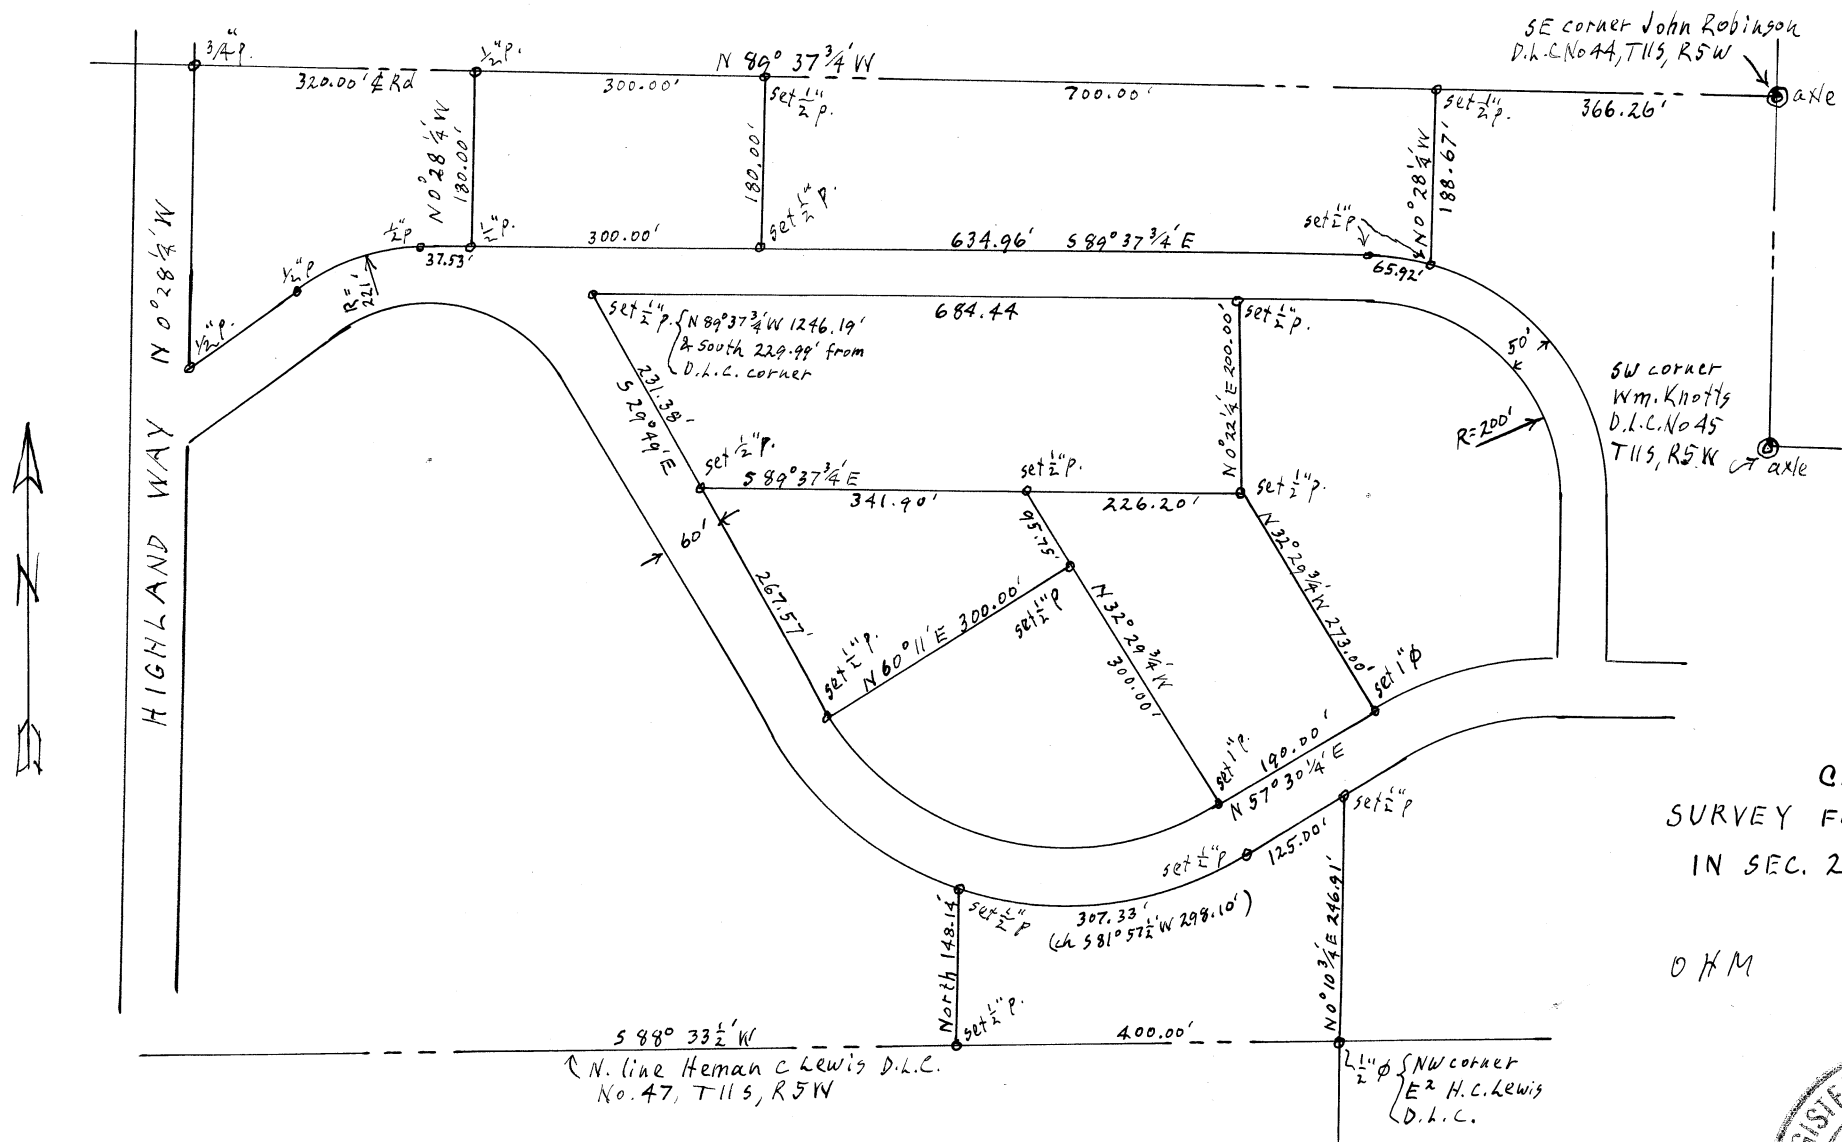 SE corner John Robinson
D.L.C No 44, T11S, R5W
axle
3/4" p.
1/2" p.
N 89° 37 3/4' W
320.00' ℄ Rd
300.00'
set 1/2" p.
700.00'
set 1/2" p.
366.26'
N 0° 28 1/4' W
180.00'
180.00'
set 1/2" p.
N 0° 28 1/4' W
188.67'
1/2" p
1/2" p.
37.53'
300.00'
634.96' S 89° 37 3/4' E
set 1/2" p.
65.92'
1/2" p
R=
221'
1/2" p.
HIGHLAND WAY N 0° 28 1/4' W
set 1/2" p.
{N 89° 37 3/4' W 1246.19'
& south 229.99' from
D.L.C. corner
684.44
set 1/2" p.
50'
N 0° 22 1/4' E 200.00'
231.38'
S 29° 49' E
R=200'
SW corner
Wm. Knotts
D.L.C. No 45
T11S, R5W
axle
set 1/2" p.
S 89° 37 3/4' E
341.90'
set 1/2" p.
226.20'
set 1/2" p.
60'
95.75'
N 32° 29 3/4' W 273.00'
267.57'
N 60° 11' E 300.00'
set 1/2" p
N 32° 29 3/4' W
300.00'
set 1/2" p.
set 1" ϕ
N
set 1" p.
190.00'
N 57° 30 1/4' E
set 1/2" p
125.00'
set 1/2" p
set 1/2" p
307.33'
(ch S 81° 57 1/2' W 298.10')
North 148.14'
N 0° 10 3/4' E 246.91'
C.
SURVEY F
IN SEC. 2
OHM
set 1/2" p.
S 88° 33 1/2' W
400.00'
N. line Heman C Lewis D.L.C.
No. 47, T11S, R5W
1/2" ϕ {NW corner
E 2 H.C. Lewis
D.L.C.
GISTE